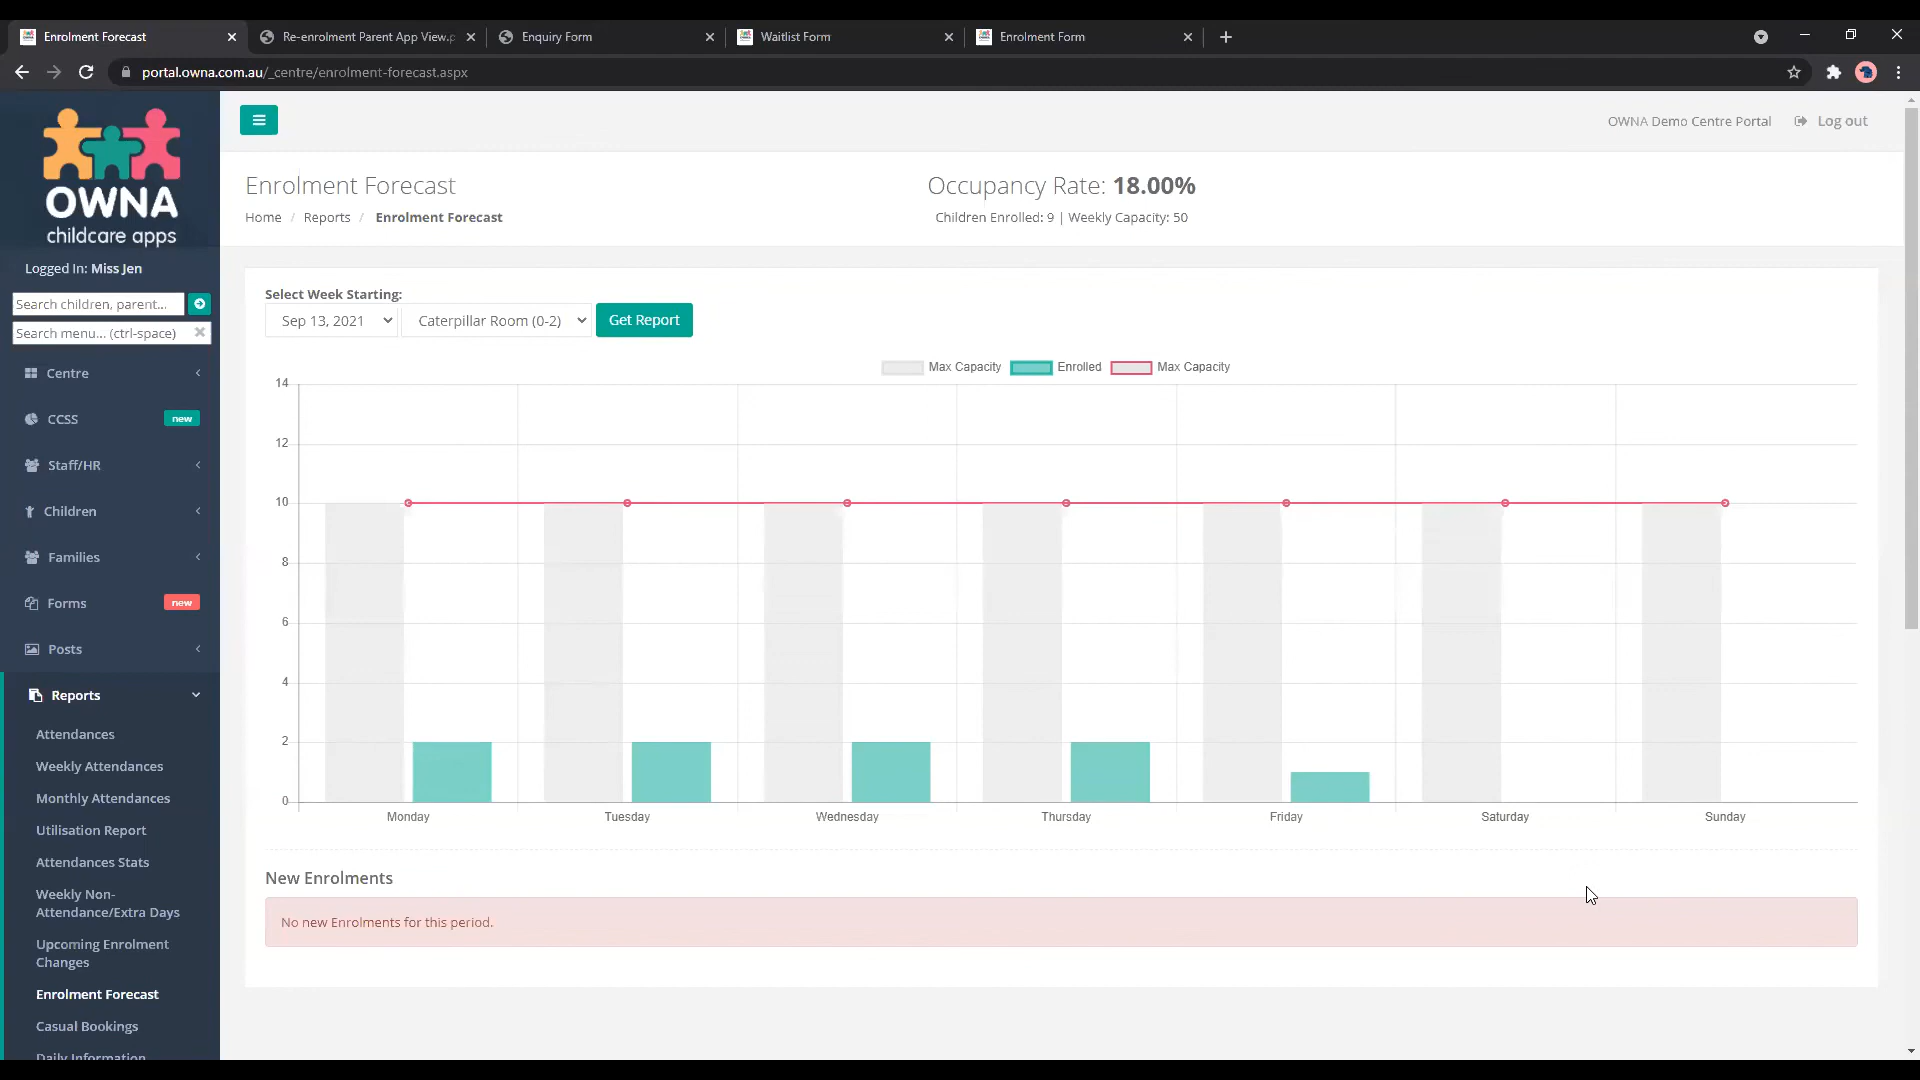 Enrolment Forecast
Re-enrolment Parent App View.p
Enquiry Form
Waitlist Form
Enrolment Form
portal.owna.com.au/_centre/enrolment-forecast.aspx
OWNA
childcare apps
Logged In: Miss Jen
Search children, parent...
Search menu... (ctrl-space)
Centre
CCSS new
Staff/HR
Children
Families
Forms new
Posts
Reports
Attendances
Weekly Attendances
Monthly Attendances
Utilisation Report
Attendances Stats
Weekly Non-
Attendance/Extra Days
Upcoming Enrolment
Changes
Enrolment Forecast
Casual Bookings
Daily Information
OWNA Demo Centre Portal
Log out
Enrolment Forecast
Home / Reports / Enrolment Forecast
Occupancy Rate: 18.00%
Children Enrolled: 9 | Weekly Capacity: 50
Select Week Starting:
Sep 13, 2021
Caterpillar Room (0-2)
Get Report
Max Capacity Enrolled Max Capacity
14
12
10
8
6
4
2
0
Monday Tuesday Wednesday Thursday Friday Saturday Sunday
New Enrolments
No new Enrolments for this period.